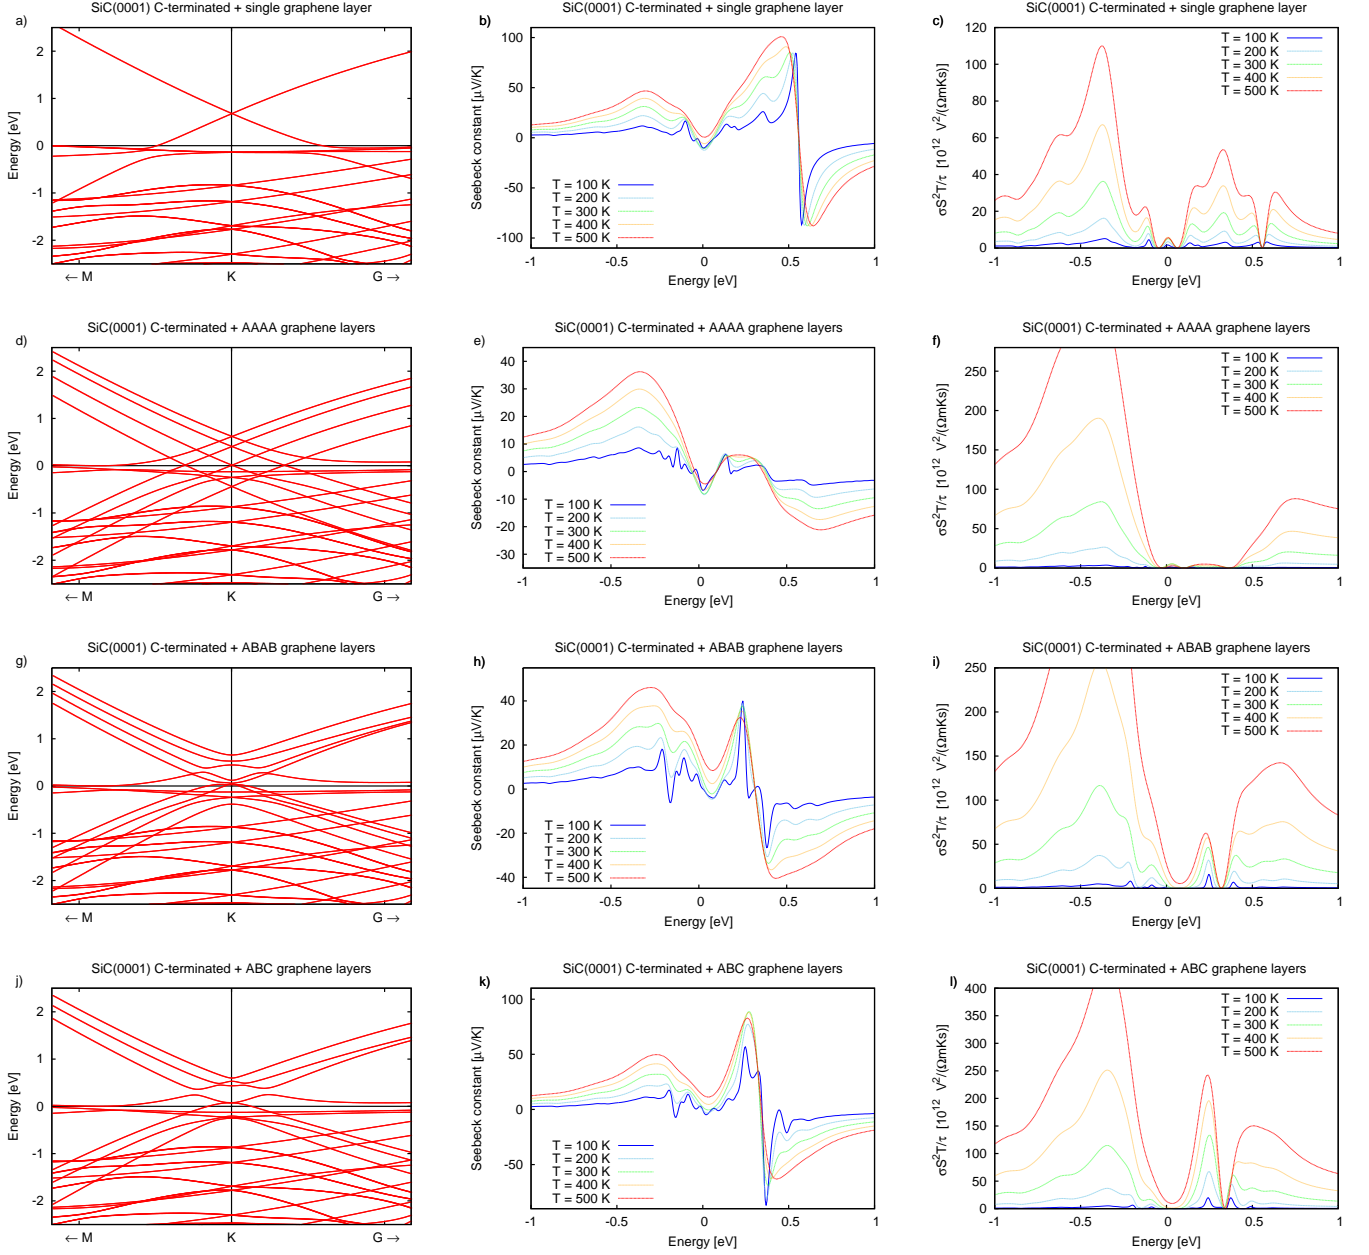 SiC(0001) C-terminated + single graphene layer
a)
Energy [eV]
2
1
0
-1
-2
← M
K
G →
SiC(0001) C-terminated + single graphene layer
b)
Seebeck constant [μV/K]
100
50
0
-50
-100
T = 100 K
T = 200 K
T = 300 K
T = 400 K
T = 500 K
-1
-0.5
0
0.5
1
Energy [eV]
SiC(0001) C-terminated + single graphene layer
c)
σS²T/τ [10¹² V²/(ΩmKs)]
120
100
80
60
40
20
0
T = 100 K
T = 200 K
T = 300 K
T = 400 K
T = 500 K
-1
-0.5
0
0.5
1
Energy [eV]
SiC(0001) C-terminated + AAAA graphene layers
d)
Energy [eV]
2
1
0
-1
-2
← M
K
G →
SiC(0001) C-terminated + AAAA graphene layers
e)
Seebeck constant [μV/K]
40
30
20
10
0
-10
-20
-30
T = 100 K
T = 200 K
T = 300 K
T = 400 K
T = 500 K
-1
-0.5
0
0.5
1
Energy [eV]
SiC(0001) C-terminated + AAAA graphene layers
f)
σS²T/τ [10¹² V²/(ΩmKs)]
250
200
150
100
50
0
T = 100 K
T = 200 K
T = 300 K
T = 400 K
T = 500 K
-1
-0.5
0
0.5
1
Energy [eV]
SiC(0001) C-terminated + ABAB graphene layers
g)
Energy [eV]
2
1
0
-1
-2
← M
K
G →
SiC(0001) C-terminated + ABAB graphene layers
h)
Seebeck constant [μV/K]
40
20
0
-20
-40
T = 100 K
T = 200 K
T = 300 K
T = 400 K
T = 500 K
-1
-0.5
0
0.5
1
Energy [eV]
SiC(0001) C-terminated + ABAB graphene layers
i)
σS²T/τ [10¹² V²/(ΩmKs)]
250
200
150
100
50
0
T = 100 K
T = 200 K
T = 300 K
T = 400 K
T = 500 K
-1
-0.5
0
0.5
1
Energy [eV]
SiC(0001) C-terminated + ABC graphene layers
j)
Energy [eV]
2
1
0
-1
-2
← M
K
G →
SiC(0001) C-terminated + ABC graphene layers
k)
Seebeck constant [μV/K]
100
50
0
-50
T = 100 K
T = 200 K
T = 300 K
T = 400 K
T = 500 K
-1
-0.5
0
0.5
1
Energy [eV]
SiC(0001) C-terminated + ABC graphene layers
l)
σS²T/τ [10¹² V²/(ΩmKs)]
400
350
300
250
200
150
100
50
0
T = 100 K
T = 200 K
T = 300 K
T = 400 K
T = 500 K
-1
-0.5
0
0.5
1
Energy [eV]